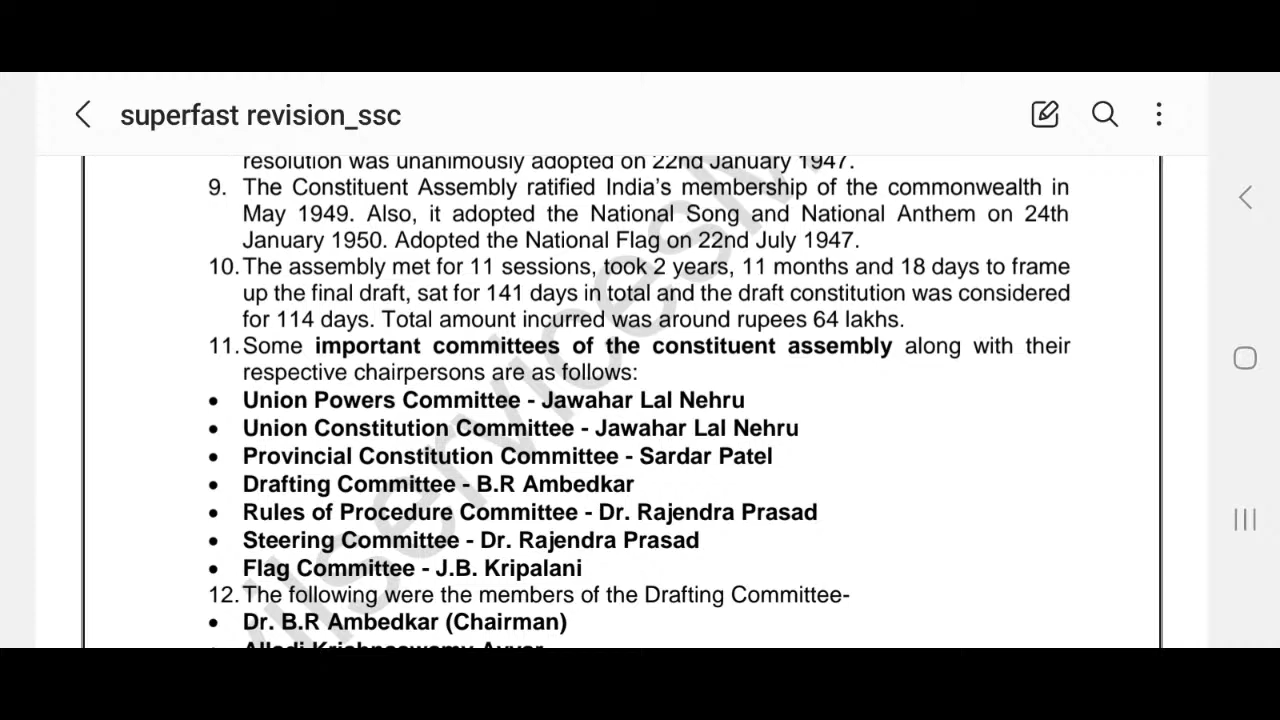 superfast revision_ssc
resolution was unanimously adopted on 22nd January 1947.
9. The Constituent Assembly ratified India's membership of the commonwealth in
May 1949. Also, it adopted the National Song and National Anthem on 24th
January 1950. Adopted the National Flag on 22nd July 1947.
10. The assembly met for 11 sessions, took 2 years, 11 months and 18 days to frame
up the final draft, sat for 141 days in total and the draft constitution was considered
for 114 days. Total amount incurred was around rupees 64 lakhs.
11. Some important committees of the constituent assembly along with their
respective chairpersons are as follows:
• Union Powers Committee - Jawahar Lal Nehru
• Union Constitution Committee - Jawahar Lal Nehru
• Provincial Constitution Committee - Sardar Patel
• Drafting Committee - B.R Ambedkar
• Rules of Procedure Committee - Dr. Rajendra Prasad
• Steering Committee - Dr. Rajendra Prasad
• Flag Committee - J.B. Kripalani
12. The following were the members of the Drafting Committee-
• Dr. B.R Ambedkar (Chairman)
• Alladi Krishnaswamy Ayyar